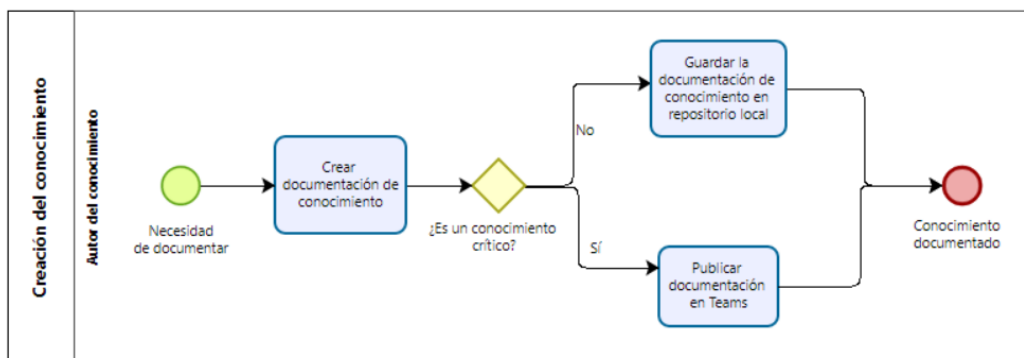 Creación del conocimiento
Autor del conocimiento
Necesidad
de documentar
Crear
documentación de
conocimiento
¿Es un conocimiento
crítico?
No
Guardar la
documentación de
conocimiento en
repositorio local
Sí
Publicar
documentación
en Teams
Conocimiento
documentado